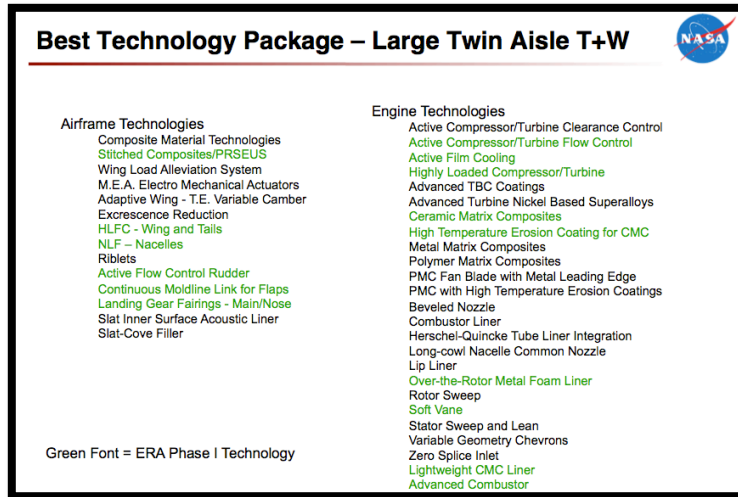 Best Technology Package – Large Twin Aisle T+W
NASA
Airframe Technologies
Composite Material Technologies
Stitched Composites/PRSEUS
Wing Load Alleviation System
M.E.A. Electro Mechanical Actuators
Adaptive Wing - T.E. Variable Camber
Excrescence Reduction
HLFC - Wing and Tails
NLF – Nacelles
Riblets
Active Flow Control Rudder
Continuous Moldline Link for Flaps
Landing Gear Fairings - Main/Nose
Slat Inner Surface Acoustic Liner
Slat-Cove Filler
Engine Technologies
Active Compressor/Turbine Clearance Control
Active Compressor/Turbine Flow Control
Active Film Cooling
Highly Loaded Compressor/Turbine
Advanced TBC Coatings
Advanced Turbine Nickel Based Superalloys
Ceramic Matrix Composites
High Temperature Erosion Coating for CMC
Metal Matrix Composites
Polymer Matrix Composites
PMC Fan Blade with Metal Leading Edge
PMC with High Temperature Erosion Coatings
Beveled Nozzle
Combustor Liner
Herschel-Quincke Tube Liner Integration
Long-cowl Nacelle Common Nozzle
Lip Liner
Over-the-Rotor Metal Foam Liner
Rotor Sweep
Soft Vane
Stator Sweep and Lean
Variable Geometry Chevrons
Zero Splice Inlet
Lightweight CMC Liner
Advanced Combustor
Green Font = ERA Phase I Technology